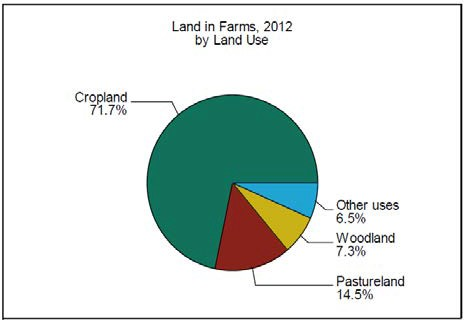 Land in Farms, 2012
by Land Use
Cropland
71.7%
Other uses
6.5%
Woodland
7.3%
Pastureland
14.5%